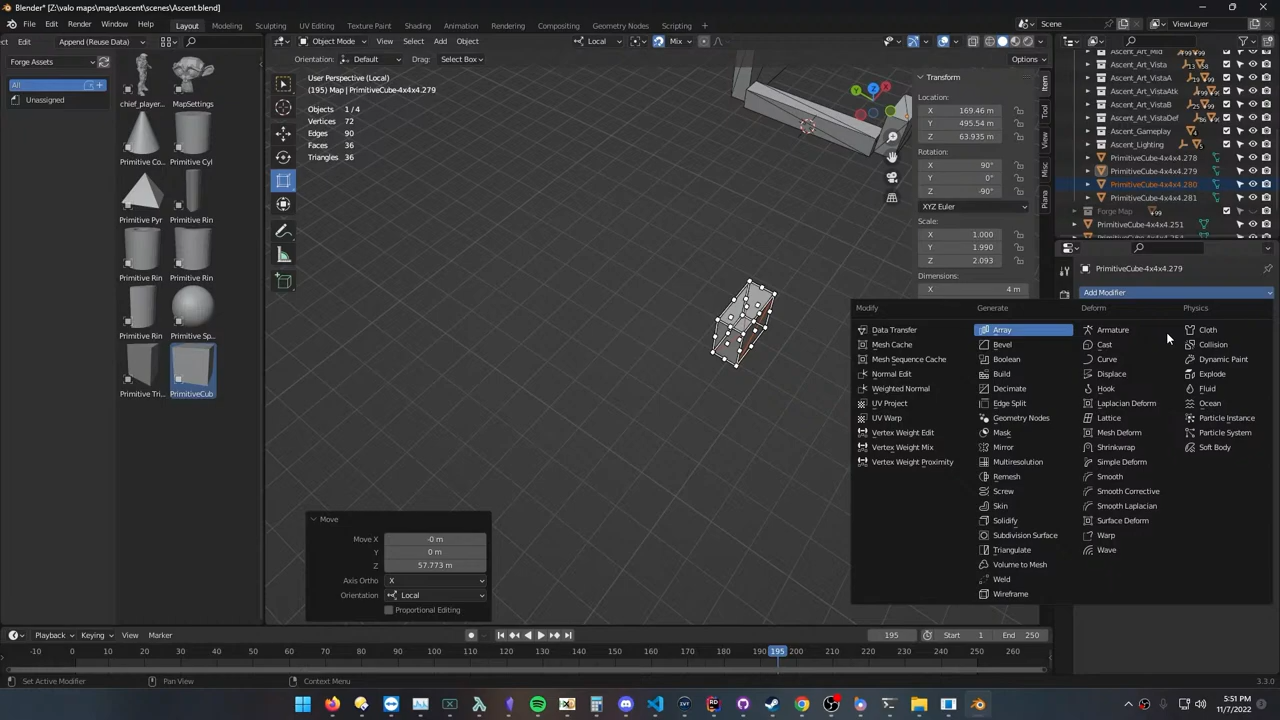 Blender* [Z:\valo maps\maps\ascent\scenes\Ascent.blend]
File Edit Render Window Help Layout Modeling Sculpting UV Editing Texture Paint Shading Animation Rendering Compositing Geometry Nodes Scripting + Scene ViewLayer
Edit Append (Reuse Data) Object Mode View Select Add Object Local Mix
Forge Assets Orientation: Default Drag: Select Box Options
All
Unassigned
chief_player... MapSettings
Primitive Co... Primitive Cyl
Primitive Pyr Primitive Rin
Primitive Rin Primitive Rin
Primitive Rin Primitive Sp...
Primitive Tri... PrimitiveCub
User Perspective (Local)
(195) Map | PrimitiveCube-4x4x4.279
Objects 1/4
Vertices 72
Edges 90
Faces 36
Triangles 36
Y Z X
Transform
Location:
X 169.46 m
Y 495.54 m
Z 63.935 m
Rotation:
X 90°
Y 0°
Z -90°
XYZ Euler
Scale:
X 1.000
Y 1.990
Z 2.093
Dimensions:
X 4 m
Item
Tool
View
Misc
Plana
Ascent_Art_Mid
Ascent_Art_Vista
Ascent_Art_VistaA
Ascent_Art_VistaAtk
Ascent_Art_VistaB
Ascent_Art_VistaDef
Ascent_Gameplay
Ascent_Lighting
PrimitiveCube-4x4x4.278
PrimitiveCube-4x4x4.279
PrimitiveCube-4x4x4.280
PrimitiveCube-4x4x4.281
Forge Map
PrimitiveCube-4x4x4.251
PrimitiveCube-4x4x4.279
Add Modifier
Modify
Data Transfer
Mesh Cache
Mesh Sequence Cache
Normal Edit
Weighted Normal
UV Project
UV Warp
Vertex Weight Edit
Vertex Weight Mix
Vertex Weight Proximity
Generate
Array
Bevel
Boolean
Build
Decimate
Edge Split
Geometry Nodes
Mask
Mirror
Multiresolution
Remesh
Screw
Skin
Solidify
Subdivision Surface
Triangulate
Volume to Mesh
Weld
Wireframe
Deform
Armature
Cast
Curve
Displace
Hook
Laplacian Deform
Lattice
Mesh Deform
Shrinkwrap
Simple Deform
Smooth
Smooth Corrective
Smooth Laplacian
Surface Deform
Warp
Wave
Physics
Cloth
Collision
Dynamic Paint
Explode
Fluid
Ocean
Particle Instance
Particle System
Soft Body
Move
Move X -0 m
Y 0 m
Z 57.773 m
Axis Ortho X
Orientation Local
Proportional Editing
Playback Keying View Marker 195 Start 1 End 250
-10 0 10 20 30 40 50 60 70 80 90 100 110 120 130 140 150 160 170 180 190 195 200 210 220 230 240 250 260
Set Active Modifier Pan View Context Menu 3.3.0
5:51 PM
11/7/2022